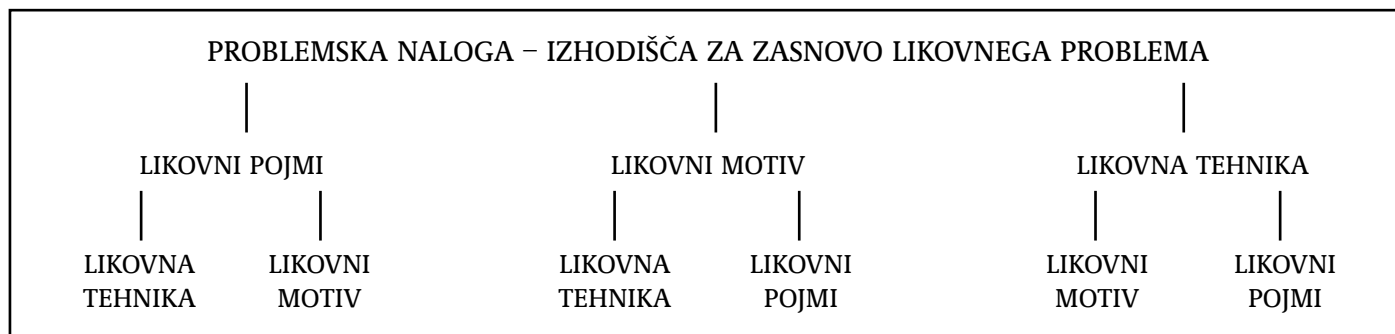 PROBLEMSKA NALOGA – IZHODIŠČA ZA ZASNOVO LIKOVNEGA PROBLEMA
LIKOVNI POJMI
LIKOVNI MOTIV
LIKOVNA TEHNIKA
LIKOVNA
TEHNIKA
LIKOVNI
MOTIV
LIKOVNA
TEHNIKA
LIKOVNI
POJMI
LIKOVNI
MOTIV
LIKOVNI
POJMI